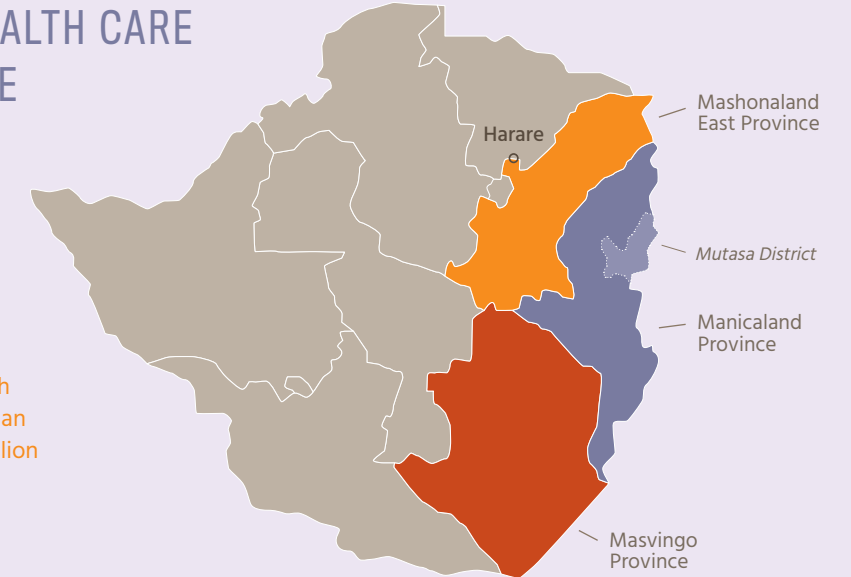 ALTH CARE
E
Harare
Mashonaland
East Province
Mutasa District
Manicaland
Province
h
an
lion
Masvingo
Province